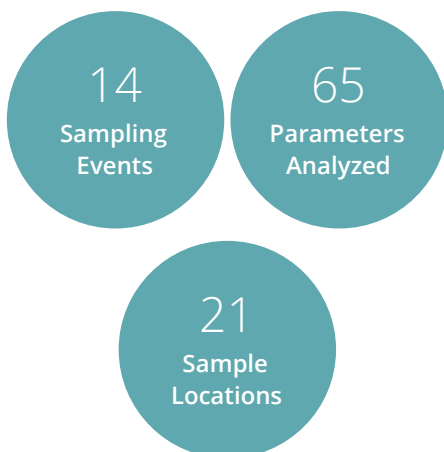 14
Sampling
Events
65
Parameters
Analyzed
21
Sample
Locations